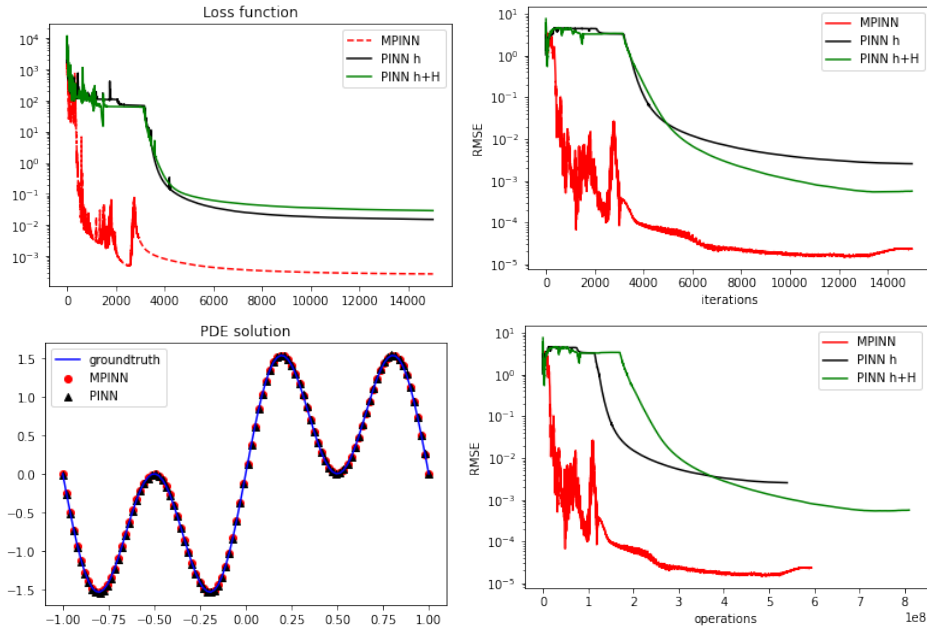 Loss function
10^4
10^3
10^2
10^1
10^0
10^-1
10^-2
10^-3
MPINN
PINN h
PINN h+H
0 2000 4000 6000 8000 10000 12000 14000
10^1
10^0
10^-1
10^-2
10^-3
10^-4
10^-5
RMSE
MPINN
PINN h
PINN h+H
0 2000 4000 6000 8000 10000 12000 14000
iterations
PDE solution
1.5
1.0
0.5
0.0
−0.5
−1.0
−1.5
groundtruth
MPINN
PINN
−1.00 −0.75 −0.50 −0.25 0.00 0.25 0.50 0.75 1.00
10^1
10^0
10^-1
10^-2
10^-3
10^-4
10^-5
RMSE
MPINN
PINN h
PINN h+H
0 1 2 3 4 5 6 7 8
operations
1e8